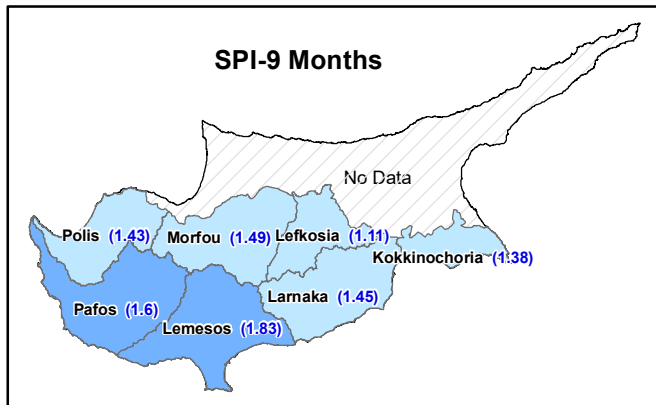 SPI-9 Months
No Data
Polis (1.43)
Morfou (1.49)
Lefkosia (1.11)
Kokkinochoria (1.38)
Pafos (1.6)
Lemesos (1.83)
Larnaka (1.45)